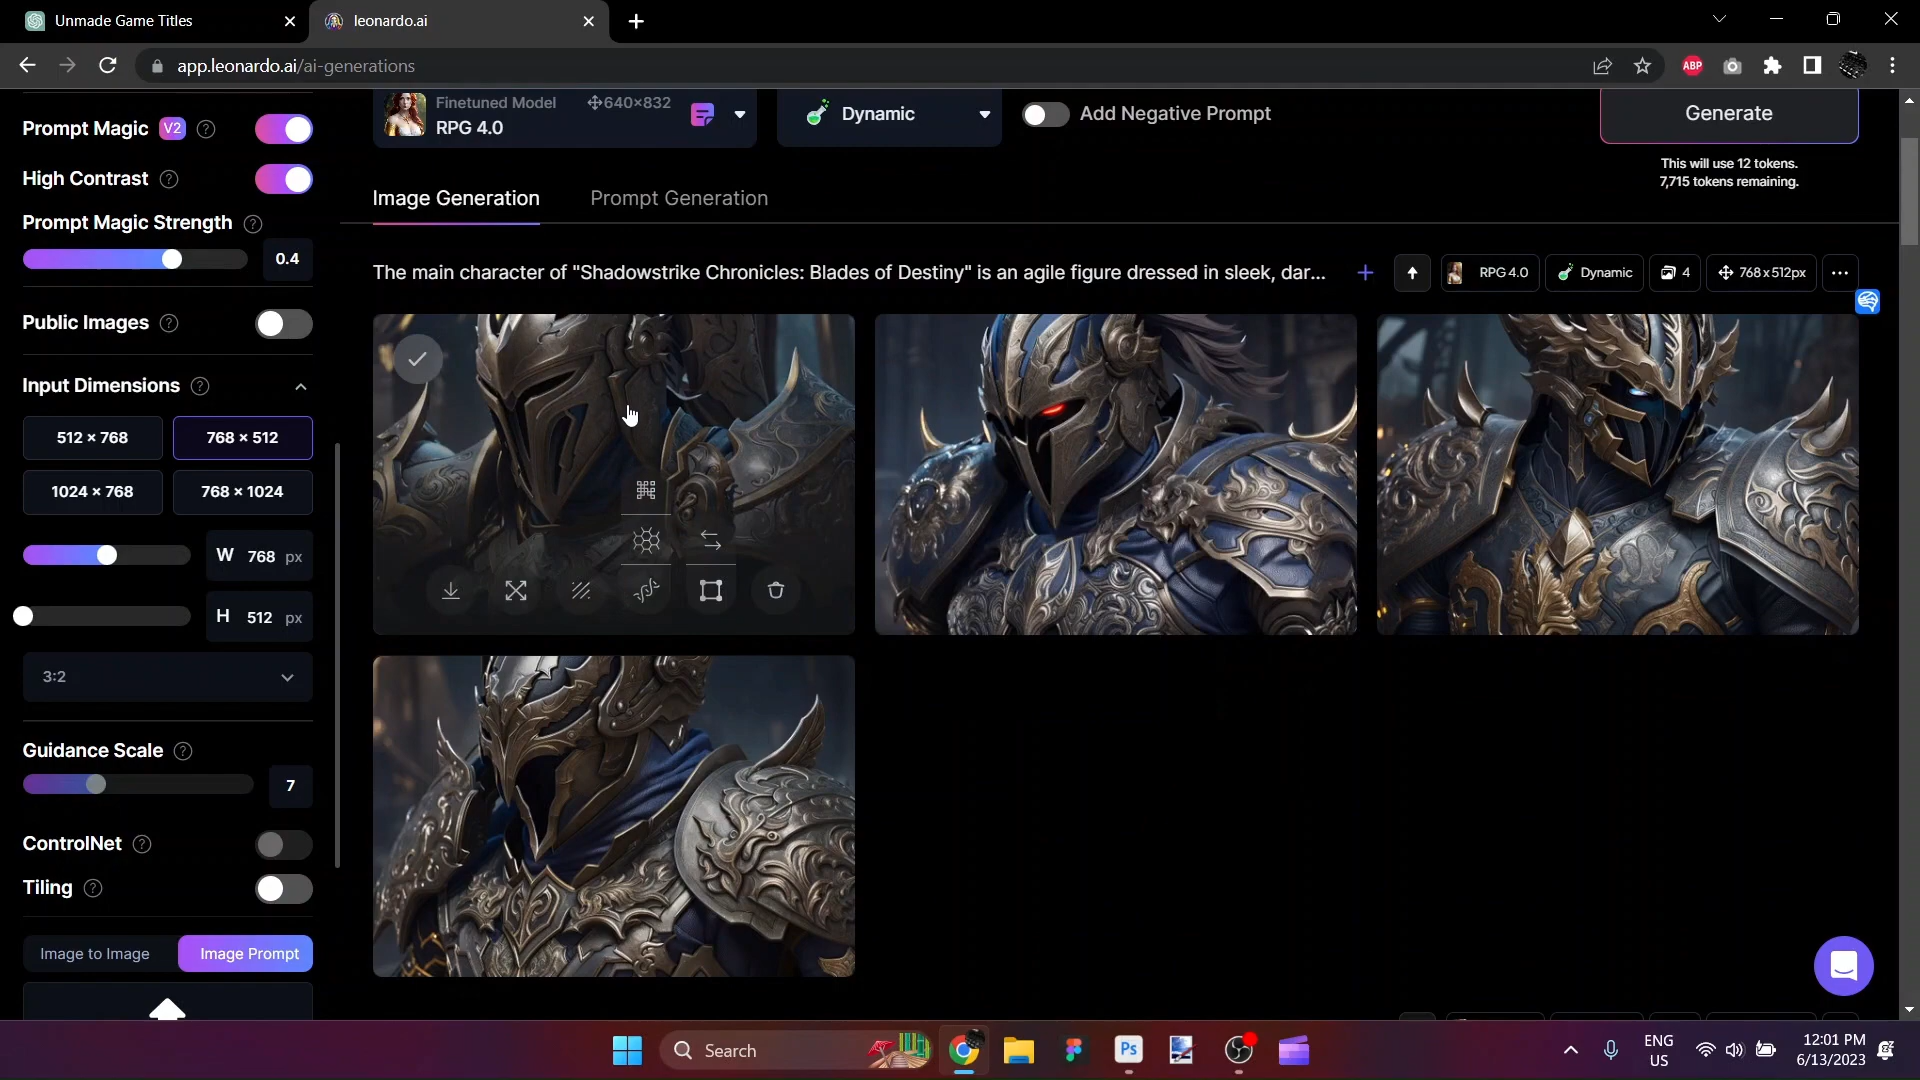 Unmade Game Titles
leonardo.ai
app.leonardo.ai/ai-generations
ABP
Prompt Magic V2 ?
High Contrast ?
Prompt Magic Strength ?
0.4
Public Images ?
Input Dimensions ?
512 × 768
768 × 512
1024 × 768
768 × 1024
W 768 px
H 512 px
3:2
Guidance Scale ?
7
ControlNet ?
Tiling ?
Image to Image
Image Prompt
Finetuned Model
640×832
RPG 4.0
Dynamic
Add Negative Prompt
Generate
This will use 12 tokens.
7,715 tokens remaining.
Image Generation
Prompt Generation
The main character of "Shadowstrike Chronicles: Blades of Destiny" is an agile figure dressed in sleek, dar...
RPG 4.0
Dynamic
4
768 x 512px
Search
Ps
ENG
US
12:01 PM
6/13/2023